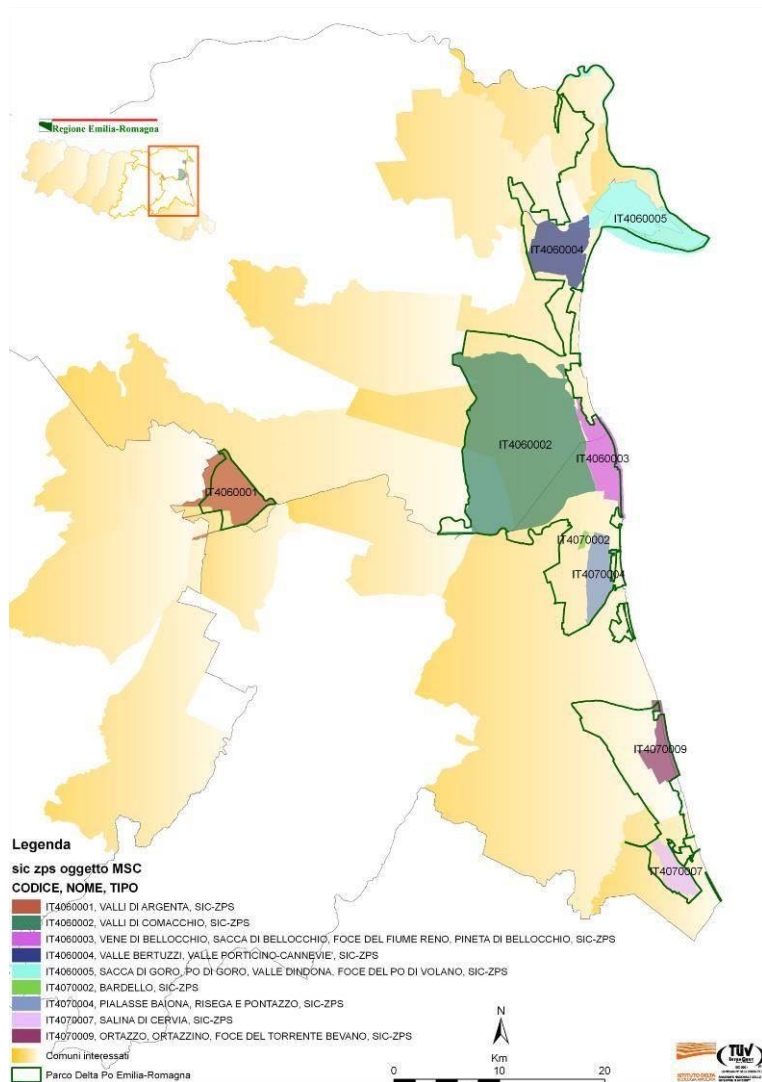 Regione Emilia-Romagna
IT4060005
IT4060004
IT4060002
IT4060003
IT4060001
IT4070002
IT4070004
IT4070009
IT4070007
Legenda
sic zps oggetto MSC
CODICE, NOME, TIPO
IT4060001, VALLI DI ARGENTA, SIC-ZPS
IT4060002, VALLI DI COMACCHIO, SIC-ZPS
IT4060003, VENE DI BELLOCCHIO, SACCA DI BELLOCCHIO, FOCE DEL FIUME RENO, PINETA DI BELLOCCHIO, SIC-ZPS
IT4060004, VALLE BERTUZZI, VALLE PORTICINO-CANNEVIE', SIC-ZPS
IT4060005, SACCA DI GORO, PO DI GORO, VALLE DINDONA, FOCE DEL PO DI VOLANO, SIC-ZPS
IT4070002, BARDELLO, SIC-ZPS
IT4070004, PIALASSE BAIONA, RISEGA E PONTAZZO, SIC-ZPS
IT4070007, SALINA DI CERVIA, SIC-ZPS
IT4070009, ORTAZZO, ORTAZZINO, FOCE DEL TORRENTE BEVANO, SIC-ZPS
Comuni interessati
Parco Delta Po Emilia-Romagna
N
Km
0 10 20
ISTITUTO DELTA
TÜV